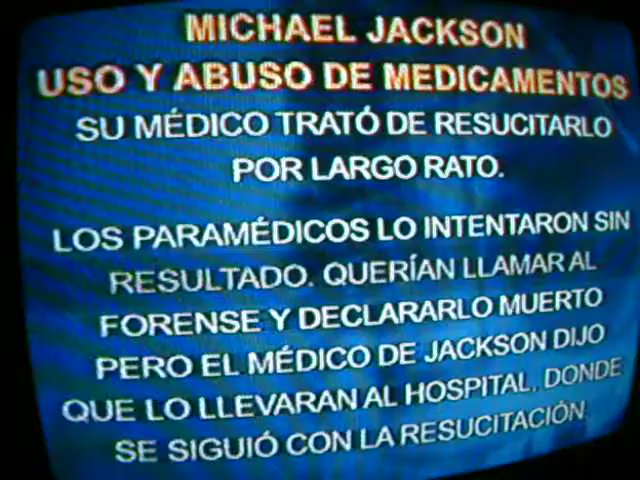 MICHAEL JACKSON
USO Y ABUSO DE MEDICAMENTOS
SU MÉDICO TRATÓ DE RESUCITARLO
POR LARGO RATO.
LOS PARAMÉDICOS LO INTENTARON SIN
RESULTADO. QUERÍAN LLAMAR AL
FORENSE Y DECLARARLO MUERTO
PERO EL MÉDICO DE JACKSON DIJO
QUE LO LLEVARAN AL HOSPITAL, DONDE
SE SIGUIÓ CON LA RESUCITACIÓN.